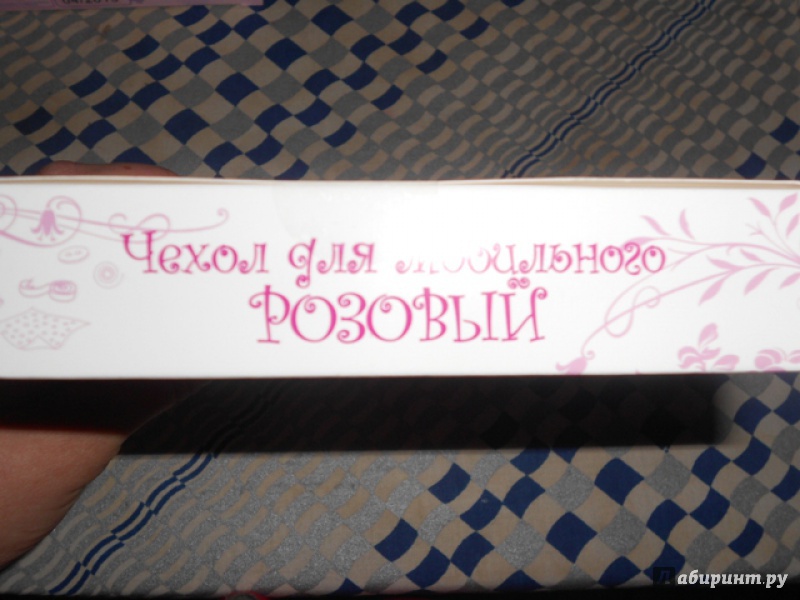 Чехол для мобильного
РОЗОВЫЙ
Лабиринт.ру